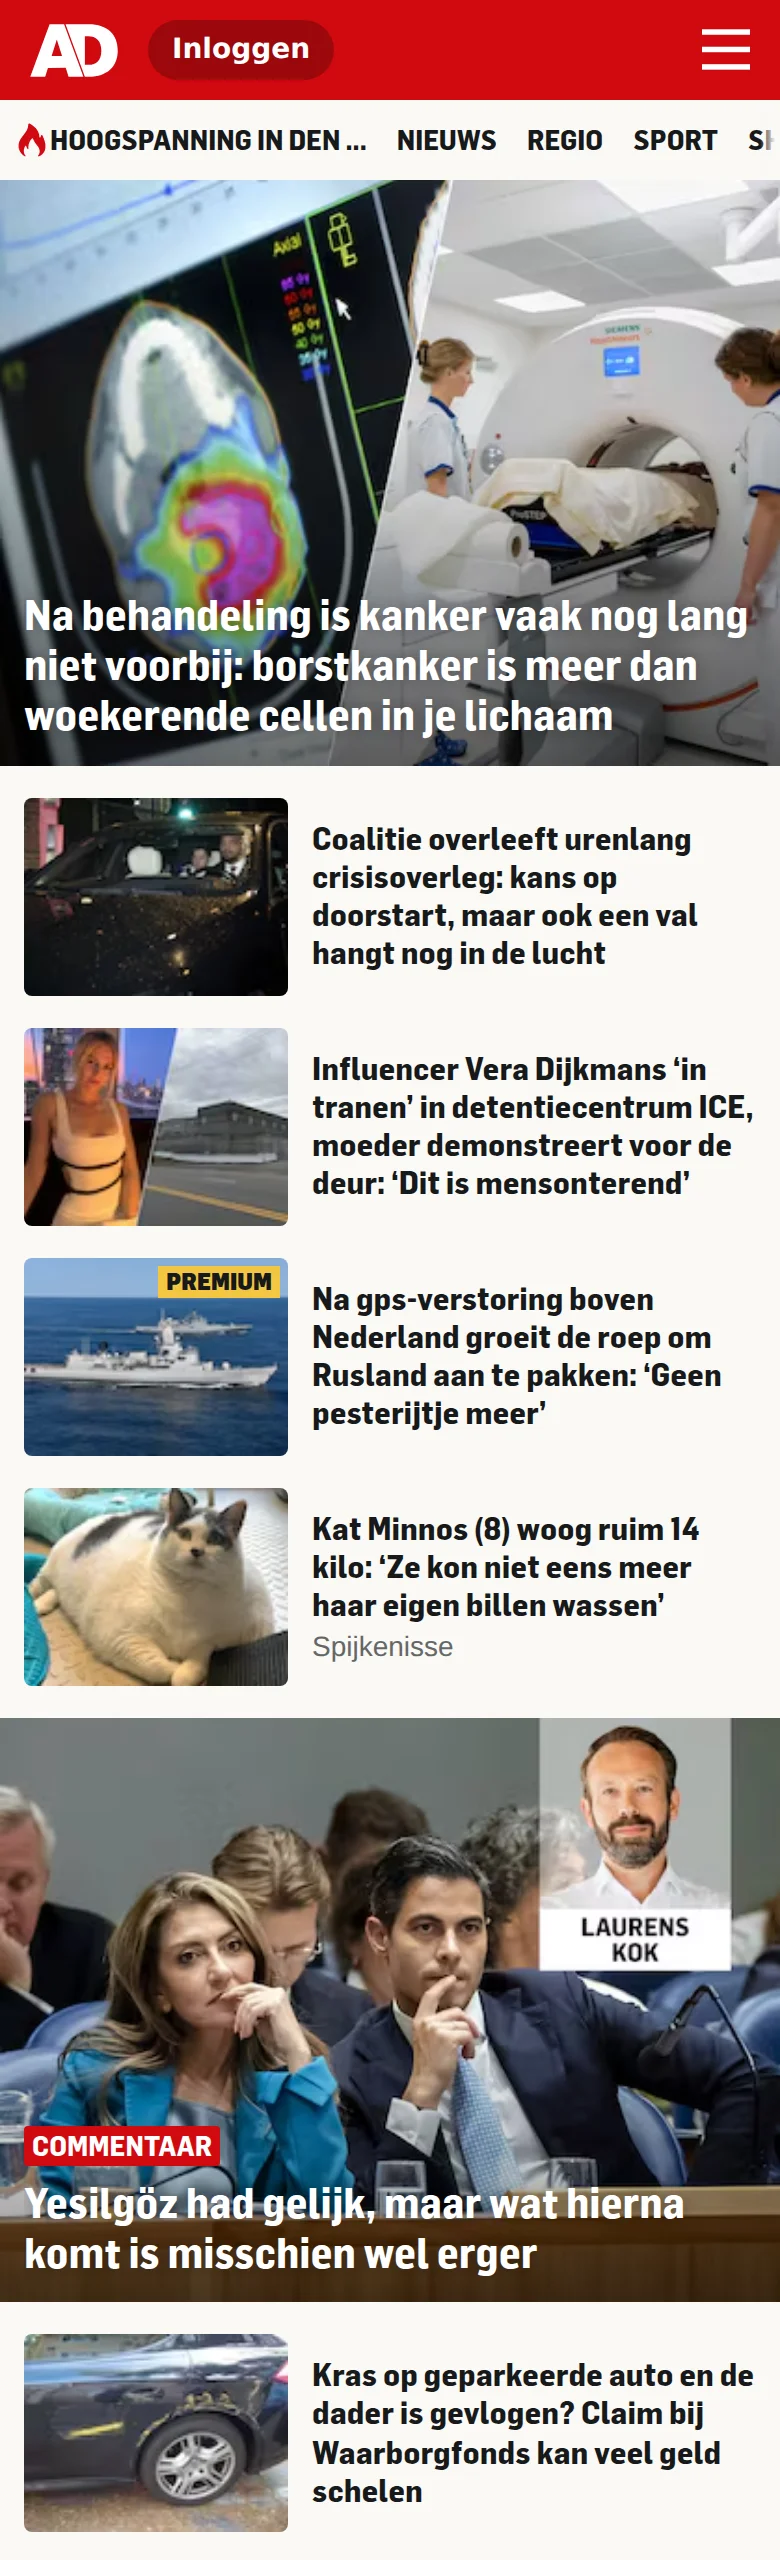 AD
Inloggen
HOOGSPANNING IN DEN ...
NIEUWS
REGIO
SPORT
Axial
SIEMENS
Na behandeling is kanker vaak nog lang
niet voorbij: borstkanker is meer dan
woekerende cellen in je lichaam
Coalitie overleeft urenlang
crisisoverleg: kans op
doorstart, maar ook een val
hangt nog in de lucht
Influencer Vera Dijkmans ‘in
tranen’ in detentiecentrum ICE,
moeder demonstreert voor de
deur: ‘Dit is mensonterend’
PREMIUM
Na gps-verstoring boven
Nederland groeit de roep om
Rusland aan te pakken: ‘Geen
pesterijtje meer’
Kat Minnos (8) woog ruim 14
kilo: ‘Ze kon niet eens meer
haar eigen billen wassen’
Spijkenisse
LAURENS
KOK
COMMENTAAR
Yesilgöz had gelijk, maar wat hierna
komt is misschien wel erger
Kras op geparkeerde auto en de
dader is gevlogen? Claim bij
Waarborgfonds kan veel geld
schelen